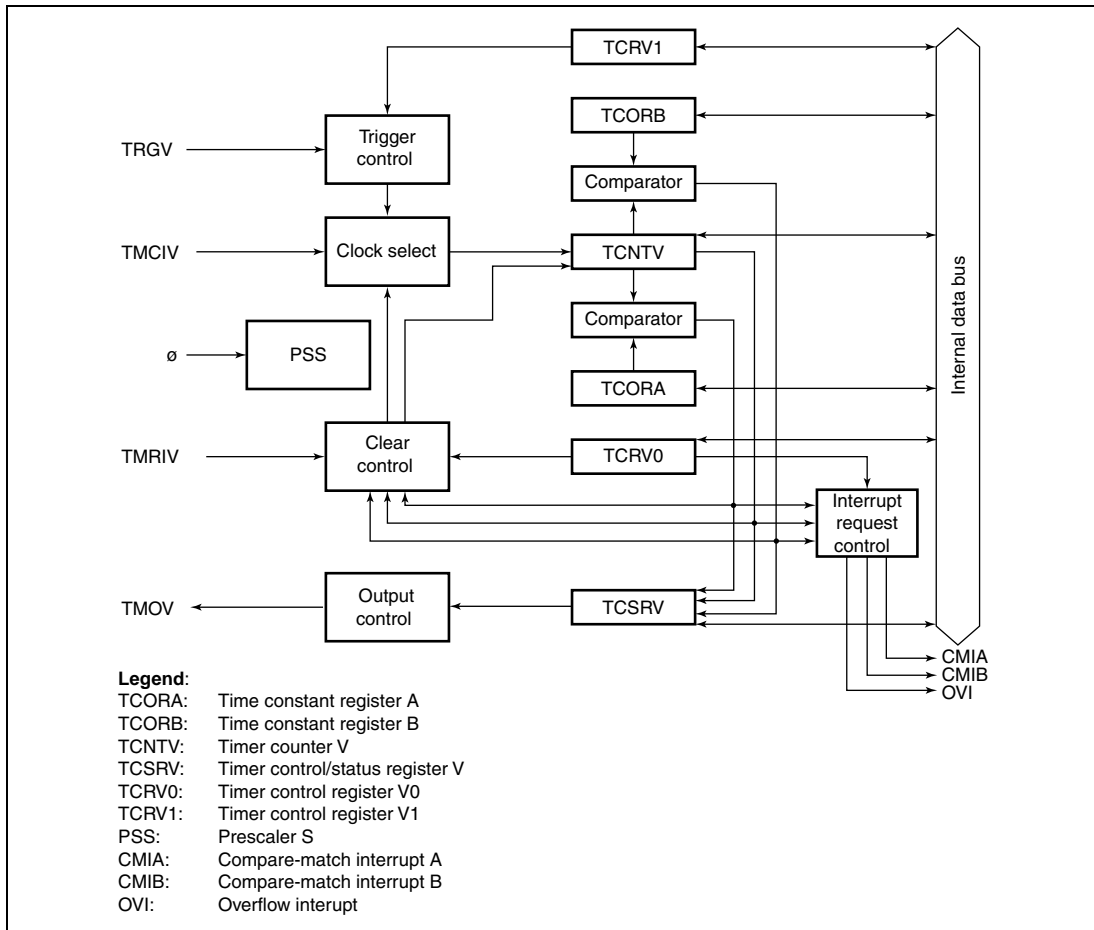 TCRV1
TCORB
Trigger
control
TRGV
Comparator
Clock select
TMCIV
TCNTV
Comparator
ø
PSS
TCORA
Internal data bus
Clear
control
TMRIV
TCRV0
Interrupt
request
control
Output
control
TMOV
TCSRV
CMIA
CMIB
OVI
Legend:
TCORA: Time constant register A
TCORB: Time constant register B
TCNTV: Timer counter V
TCSRV: Timer control/status register V
TCRV0: Timer control register V0
TCRV1: Timer control register V1
PSS: Prescaler S
CMIA: Compare-match interrupt A
CMIB: Compare-match interrupt B
OVI: Overflow interupt